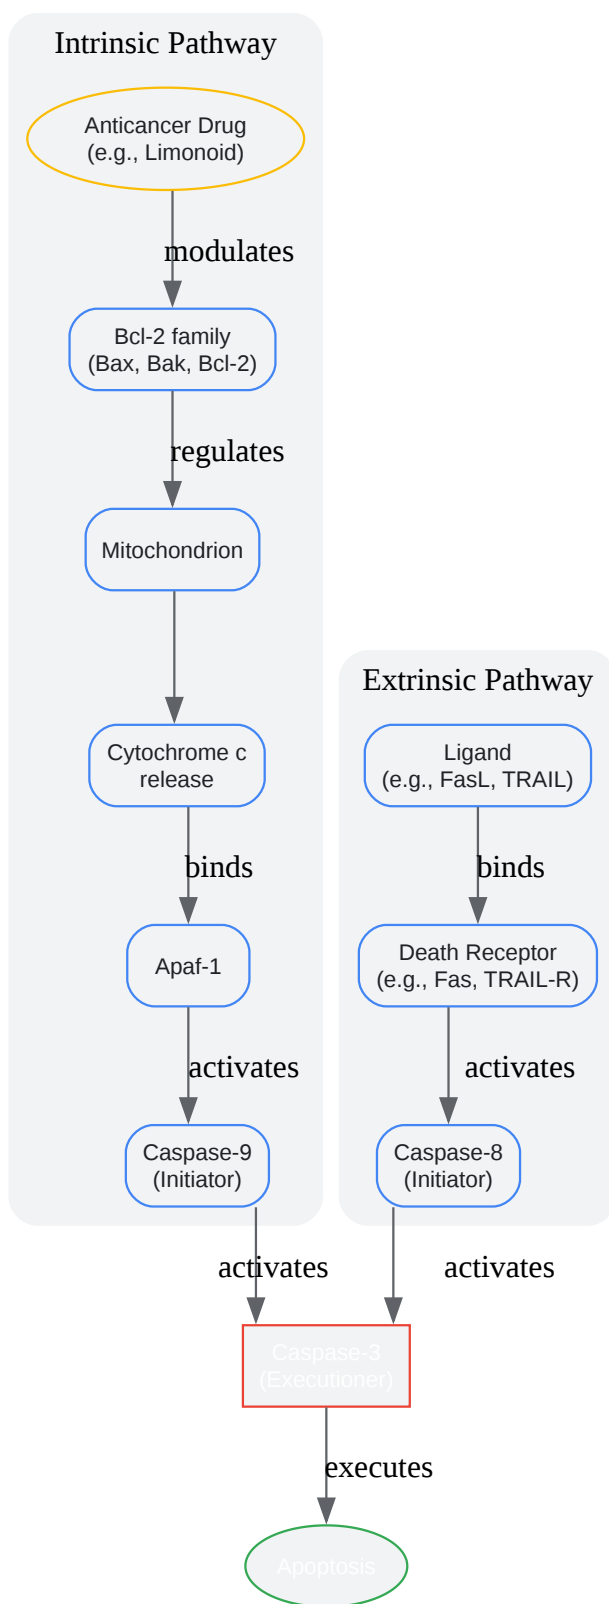 Intrinsic Pathway
Anticancer Drug
(e.g., Limonoid)
modulates
Bcl-2 family
(Bax, Bak, Bcl-2)
regulates
Mitochondrion
Cytochrome c
release
binds
Apaf-1
activates
Caspase-9
(Initiator)
activates
Extrinsic Pathway
Ligand
(e.g., FasL, TRAIL)
binds
Death Receptor
(e.g., Fas, TRAIL-R)
activates
Caspase-8
(Initiator)
activates
Caspase-3
(Executioner)
executes
Apoptosis